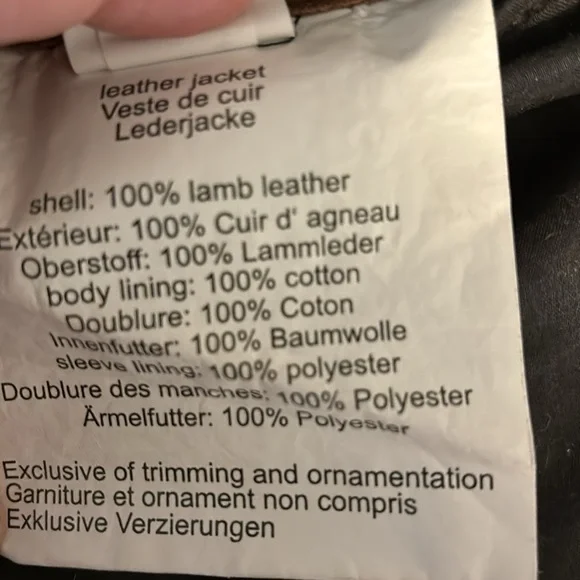 leather jacket
Veste de cuir
Lederjacke
shell: 100% lamb leather
Extérieur: 100% Cuir d' agneau
Oberstoff: 100% Lammleder
body lining: 100% cotton
Doublure: 100% Coton
Innenfutter: 100% Baumwolle
sleeve lining: 100% polyester
Doublure des manches: 100% Polyester
Ärmelfutter: 100% Polyester
Exclusive of trimming and ornamentation
Garniture et ornament non compris
Exklusive Verzierungen